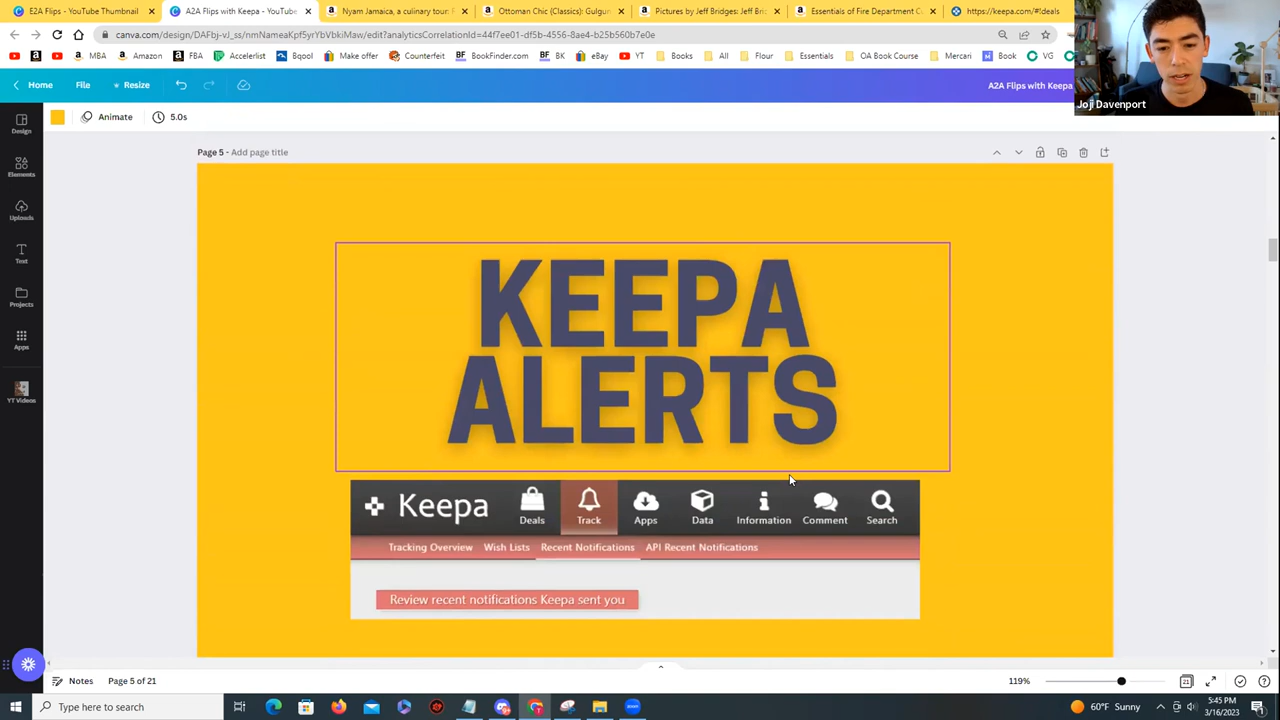 E2A Flips - YouTube Thumbnail
A2A Flips with Keepa - YouTube
Nyam Jamaica, a culinary tour: F
Ottoman Chic (Classics): Gulgun
Pictures by Jeff Bridges: Jeff Bri
Essentials of Fire Department Cu
https://keepa.com/#!deals
canva.com/design/DAFbj-vJ_ss/nmNameaKpf5yrYbVbkiMaw/edit?analyticsCorrelationId=44f7ee01-df5b-4556-8ae4-b25b560b7e0e
MBA
Amazon
FBA
Accelerlist
Bqool
Make offer
Counterfeit
BookFinder.com
BK
eBay
YT
Books
All
Flour
Essentials
OA Book Course
Mercari
VG
Home
File
Resize
A2A Flips with Keepa
Joji Davenport
Animate
5.0s
Design
Elements
Uploads
Text
Projects
Apps
YT Videos
Page 5 - Add page title
KEEPA
ALERTS
Keepa
Deals
Track
Apps
Data
Information
Comment
Search
Tracking Overview
Wish Lists
Recent Notifications
API Recent Notifications
Review recent notifications Keepa sent you
Notes
Page 5 of 21
119%
21
Type here to search
60°F Sunny
5:45 PM
3/16/2023